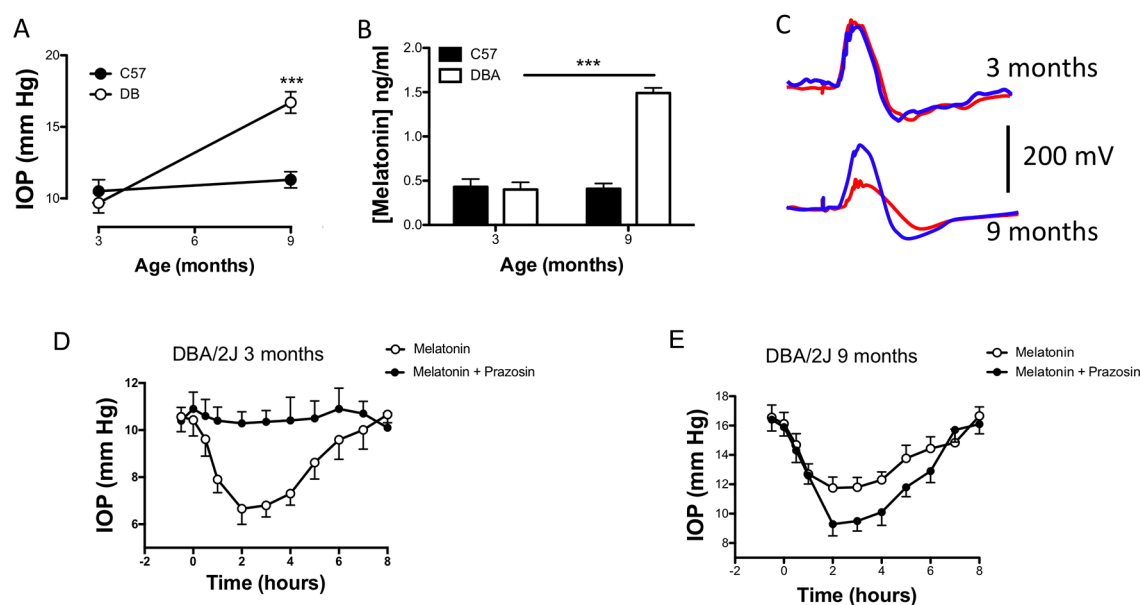 A
IOP (mm Hg)
20
15
10
C57
DB
***
3
6
9
Age (months)
B
[Melatonin] ng/ml
2.0
1.5
1.0
0.5
0.0
C57
DBA
***
3
9
Age (months)
C
3 months
200 mV
9 months
D
DBA/2J 3 months
Melatonin
Melatonin + Prazosin
IOP (mm Hg)
12
10
8
6
-2
0
2
4
6
8
Time (hours)
E
DBA/2J 9 months
Melatonin
Melatonin + Prazosin
IOP (mm Hg)
18
16
14
12
10
8
-2
0
2
4
6
8
Time (hours)